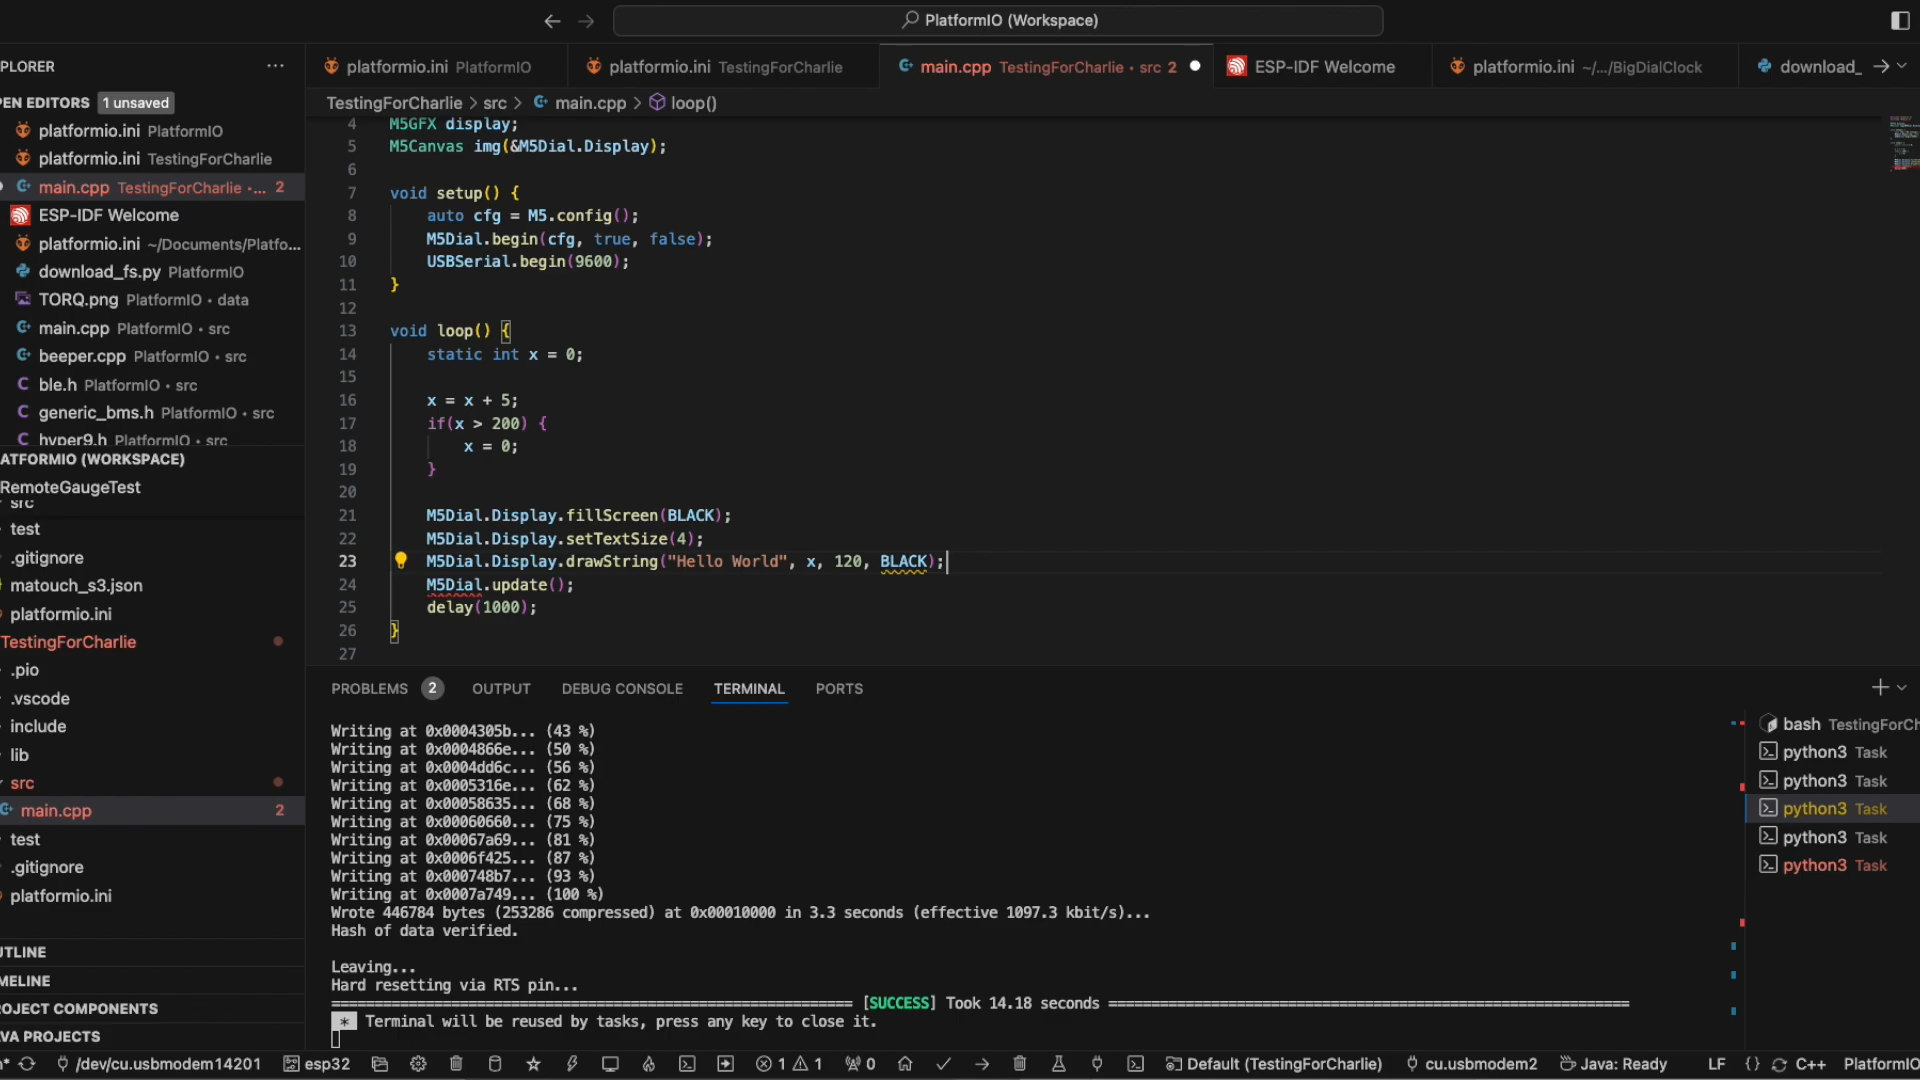 PlatformIO (Workspace)
PLORER
platformio.ini PlatformIO
platformio.ini TestingForCharlie
main.cpp TestingForCharlie • src 2
ESP-IDF Welcome
platformio.ini ~/.../BigDialClock
download_
PEN EDITORS 1 unsaved
platformio.ini PlatformIO
platformio.ini TestingForCharlie
main.cpp TestingForCharlie •... 2
ESP-IDF Welcome
platformio.ini ~/Documents/Platfo...
download_fs.py PlatformIO
TORQ.png PlatformIO • data
main.cpp PlatformIO • src
beeper.cpp PlatformIO • src
ble.h PlatformIO • src
generic_bms.h PlatformIO • src
hyper9.h PlatformIO • src
ATFORMIO (WORKSPACE)
RemoteGaugeTest
src
test
.gitignore
matouch_s3.json
platformio.ini
TestingForCharlie
.pio
.vscode
include
lib
src
main.cpp 2
test
.gitignore
platformio.ini
UTLINE
MELINE
ROJECT COMPONENTS
AVA PROJECTS
TestingForCharlie > src > main.cpp > loop()
4 M5GFX display;
5 M5Canvas img(&M5Dial.Display);
6
7 void setup() {
8 auto cfg = M5.config();
9 M5Dial.begin(cfg, true, false);
10 USBSerial.begin(9600);
11 }
12
13 void loop() {
14 static int x = 0;
15
16 x = x + 5;
17 if(x > 200) {
18 x = 0;
19 }
20
21 M5Dial.Display.fillScreen(BLACK);
22 M5Dial.Display.setTextSize(4);
23 M5Dial.Display.drawString("Hello World", x, 120, BLACK);
24 M5Dial.update();
25 delay(1000);
26 }
27
PROBLEMS 2 OUTPUT DEBUG CONSOLE TERMINAL PORTS
Writing at 0x0004305b... (43 %)
Writing at 0x0004866e... (50 %)
Writing at 0x0004dd6c... (56 %)
Writing at 0x0005316e... (62 %)
Writing at 0x00058635... (68 %)
Writing at 0x00060660... (75 %)
Writing at 0x00067a69... (81 %)
Writing at 0x0006f425... (87 %)
Writing at 0x000748b7... (93 %)
Writing at 0x0007a749... (100 %)
Wrote 446784 bytes (253286 compressed) at 0x00010000 in 3.3 seconds (effective 1097.3 kbit/s)...
Hash of data verified.
Leaving...
Hard resetting via RTS pin...
[SUCCESS] Took 14.18 seconds
* Terminal will be reused by tasks, press any key to close it.
bash TestingForCh
python3 Task
python3 Task
python3 Task
python3 Task
python3 Task
/dev/cu.usbmodem14201 esp32 1 1 0 Default (TestingForCharlie) cu.usbmodem2 Java: Ready LF {} C++ PlatformIO